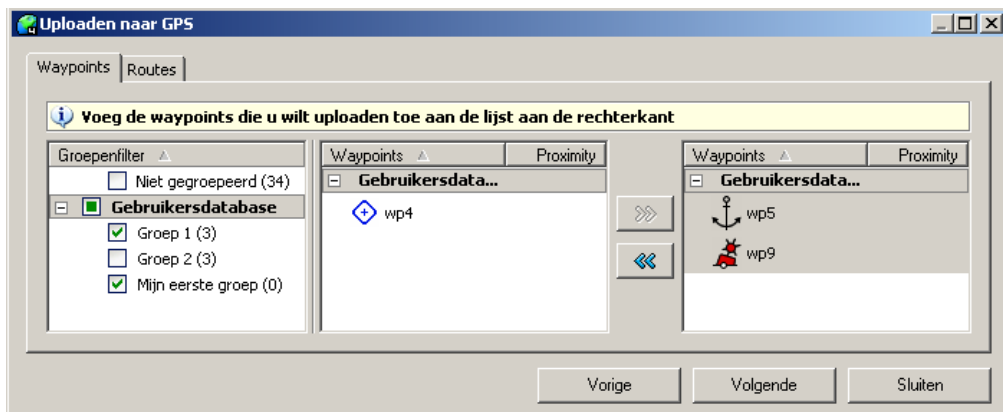 Uploaden naar GPS
Waypoints Routes
Voeg de waypoints die u wilt uploaden toe aan de lijst aan de rechterkant
Groepenfilter
Niet gegroepeerd (34)
Gebruikersdatabase
Groep 1 (3)
Groep 2 (3)
Mijn eerste groep (0)
Waypoints Proximity
Gebruikersdata...
wp4
Waypoints Proximity
Gebruikersdata...
wp5
wp9
Vorige Volgende Sluiten